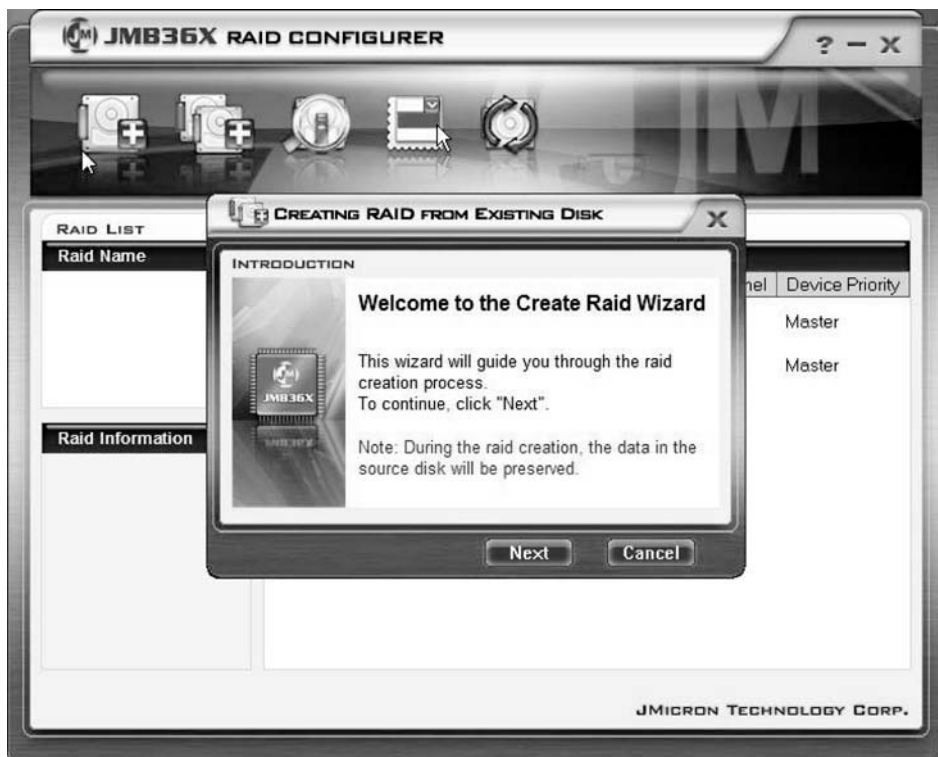 JMB36X RAID CONFIGURER
? – X
JM
RAID LIST
Raid Name
Device Priority
Master
Master
Raid Information
CREATING RAID FROM EXISTING DISK
X
INTRODUCTION
JMB36X
Welcome to the Create Raid Wizard
This wizard will guide you through the raid
creation process.
To continue, click "Next".
Note: During the raid creation, the data in the
source disk will be preserved.
Next
Cancel
JMICRON TECHNOLOGY CORP.